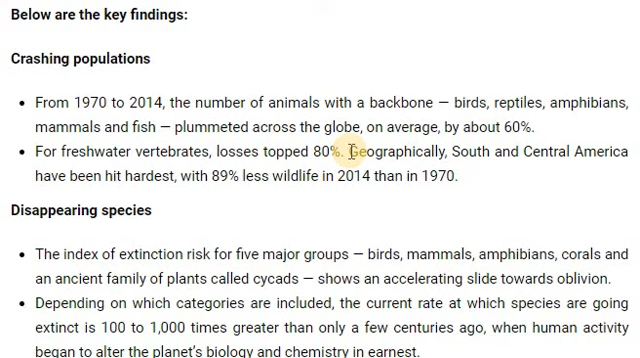 Below are the key findings:
Crashing populations
• From 1970 to 2014, the number of animals with a backbone — birds, reptiles, amphibians,
mammals and fish — plummeted across the globe, on average, by about 60%.
• For freshwater vertebrates, losses topped 80%. Geographically, South and Central America
have been hit hardest, with 89% less wildlife in 2014 than in 1970.
Disappearing species
• The index of extinction risk for five major groups — birds, mammals, amphibians, corals and
an ancient family of plants called cycads — shows an accelerating slide towards oblivion.
• Depending on which categories are included, the current rate at which species are going
extinct is 100 to 1,000 times greater than only a few centuries ago, when human activity
began to alter the planet’s biology and chemistry in earnest.